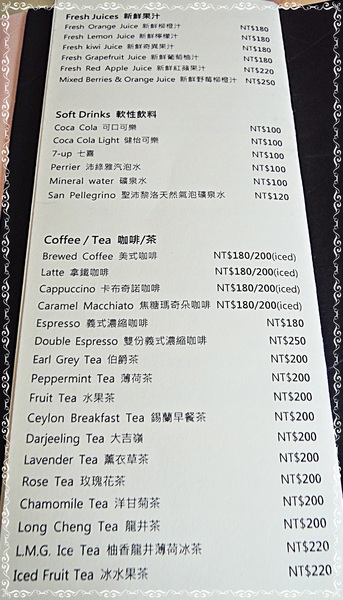 Fresh Juices 新鮮果汁
Fresh Orange Juice 新鮮柳橙汁 NT$180
Fresh Lemon Juice 新鮮檸檬汁 NT$180
Fresh kiwi Juice 新鮮奇異果汁 NT$180
Fresh Grapefruit Juice 新鮮葡萄柚汁 NT$180
Fresh Red Apple Juice 新鮮紅蘋果汁 NT$220
Mixed Berries & Orange Juice 新鮮野莓柳橙汁 NT$250
Soft Drinks 軟性飲料
Coca Cola 可口可樂 NT$100
Coca Cola Light 健怡可樂 NT$100
7-up 七喜 NT$100
Perrier 沛綠雅汽泡水 NT$100
Mineral water 礦泉水 NT$100
San Pellegrino 聖沛黎洛天然氣泡礦泉水 NT$120
Coffee / Tea 咖啡/茶
Brewed Coffee 美式咖啡 NT$180/200(iced)
Latte 拿鐵咖啡 NT$180/200(iced)
Cappuccino 卡布奇諾咖啡 NT$180/200(iced)
Caramel Macchiato 焦糖瑪奇朵咖啡 NT$180/200(iced)
Espresso 義式濃縮咖啡 NT$180
Double Espresso 雙份義式濃縮咖啡 NT$250
Earl Grey Tea 伯爵茶 NT$200
Peppermint Tea 薄荷茶 NT$200
Fruit Tea 水果茶 NT$200
Ceylon Breakfast Tea 錫蘭早餐茶 NT$200
Darjeeling Tea 大吉嶺 NT$200
Lavender Tea 薰衣草茶 NT$200
Rose Tea 玫瑰花茶 NT$200
Chamomile Tea 洋甘菊茶 NT$200
Long Cheng Tea 龍井茶 NT$200
L.M.G. Ice Tea 柚香龍井薄荷冰茶 NT$220
Iced Fruit Tea 冰水果茶 NT$220